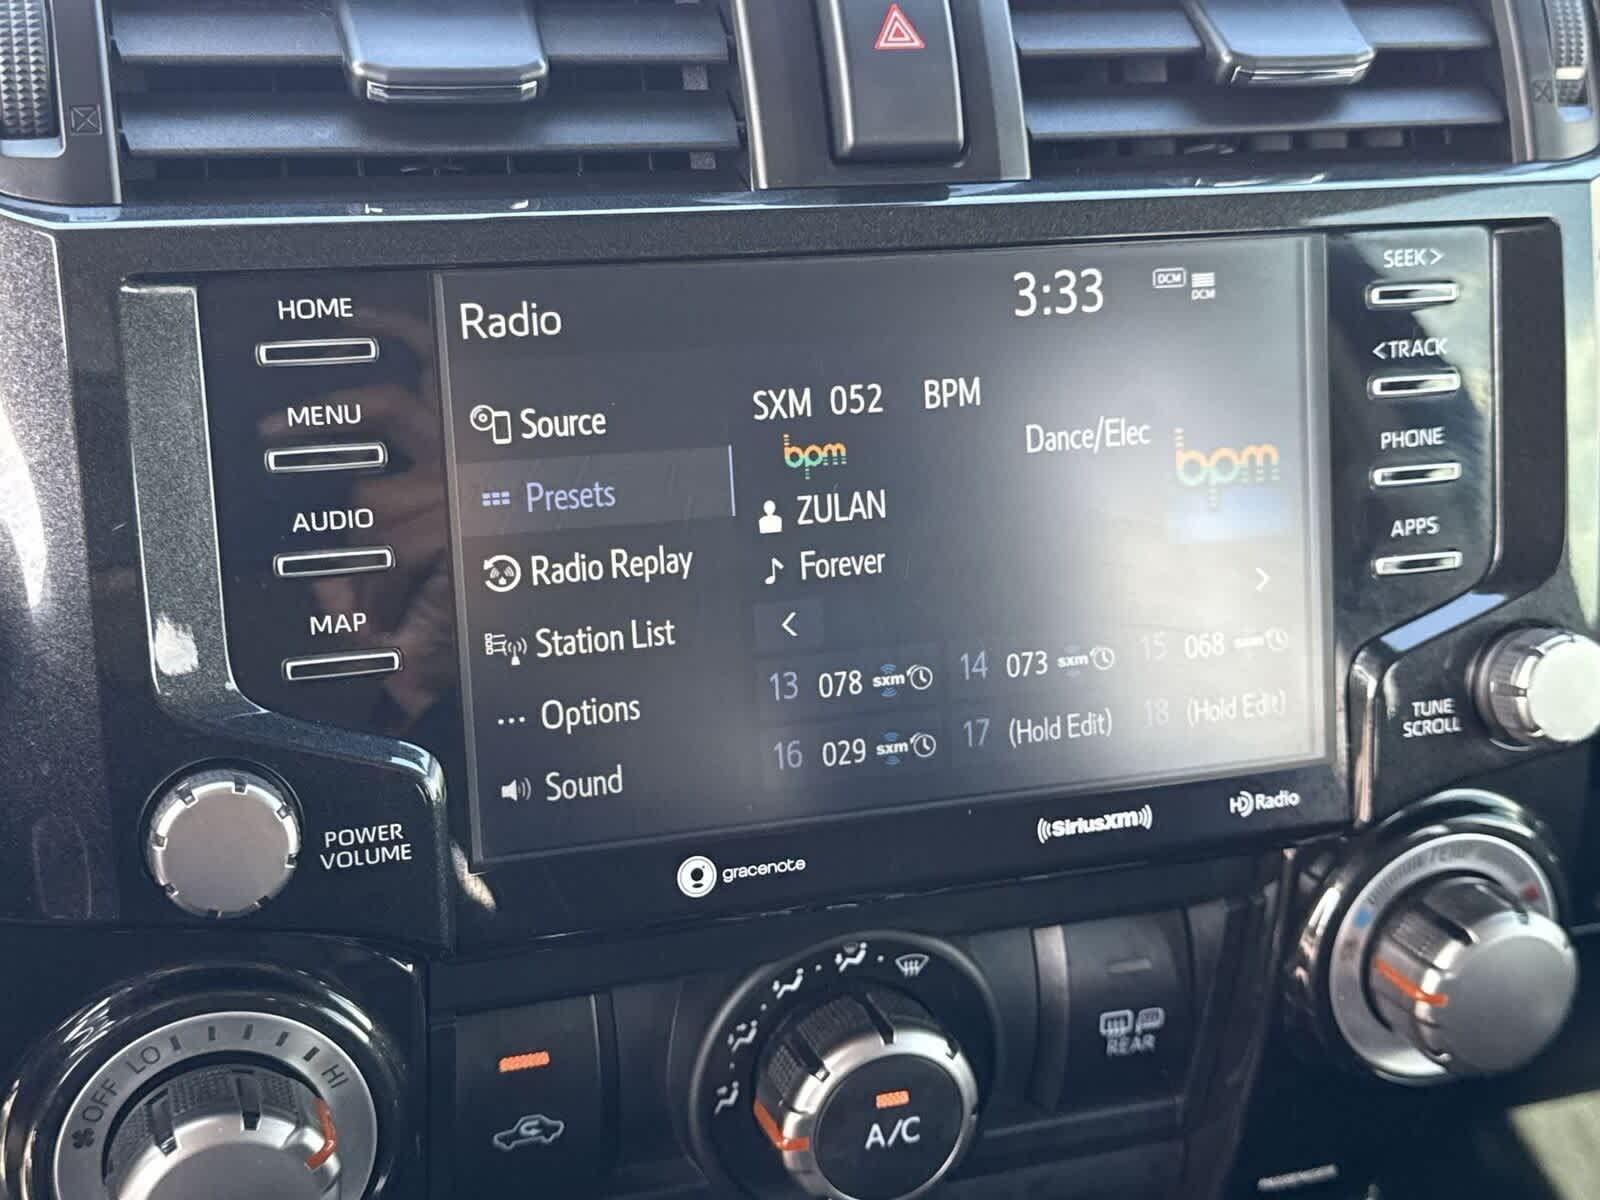 HOME
MENU
AUDIO
MAP
POWER
VOLUME
Radio
3:33
DCM
DCM
Source
Presets
Radio Replay
Station List
... Options
Sound
SXM 052 BPM
bpm
Dance/Elec
bpm
ZULAN
Forever
<
>
13 078 sxm
14 073 sxm
15 068 sxm
16 029 sxm
17 (Hold Edit)
18 (Hold Edit)
gracenote
((SiriusXM))
HD Radio
SEEK >
< TRACK
PHONE
APPS
TUNE
SCROLL
OFF LO HI
A/C
REAR
TEMP
PASSENGER